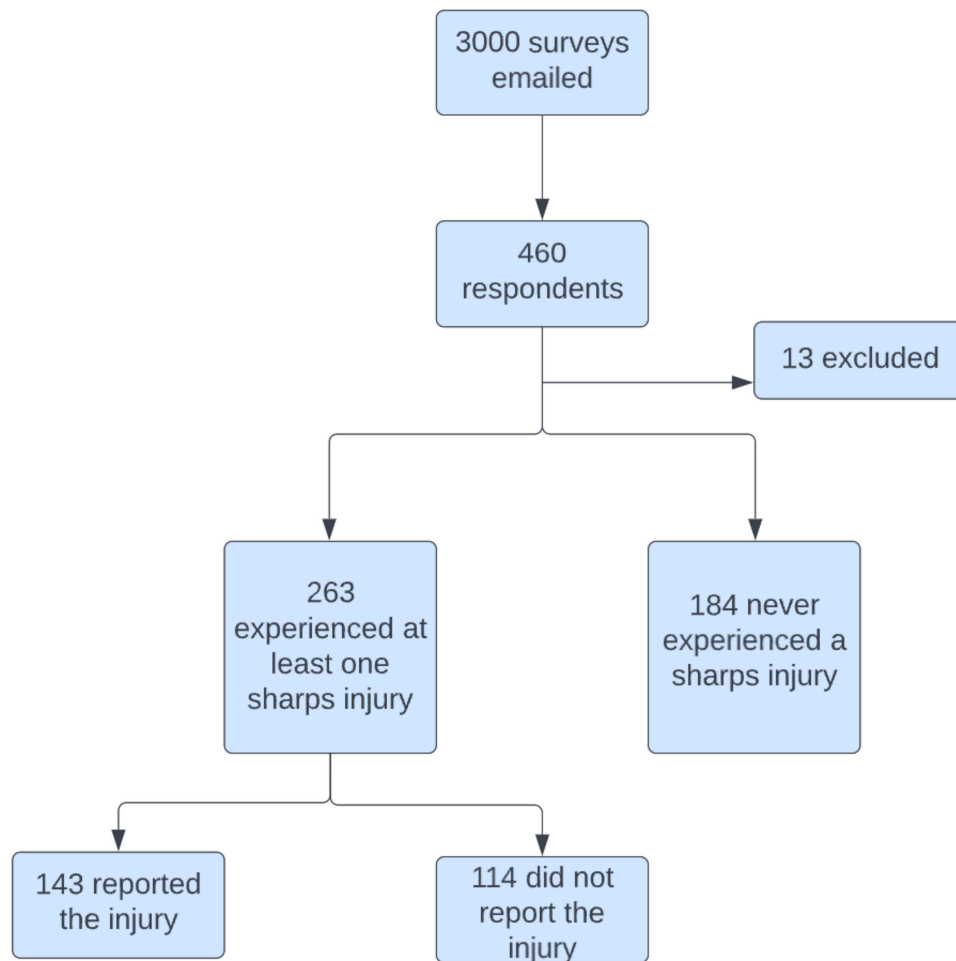 3000 surveys
emailed
460
respondents
13 excluded
263
experienced at
least one
sharps injury
184 never
experienced a
sharps injury
143 reported
the injury
114 did not
report the
injury